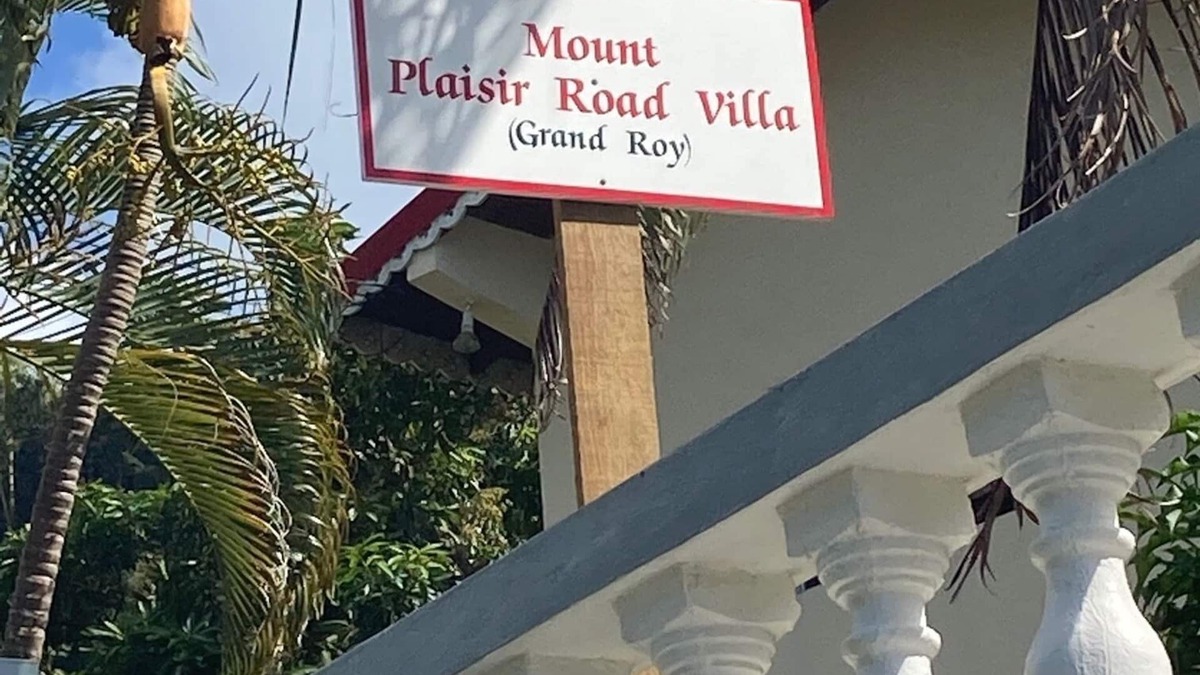 Mount
Plaisir Road Villa
(Grand Roy)